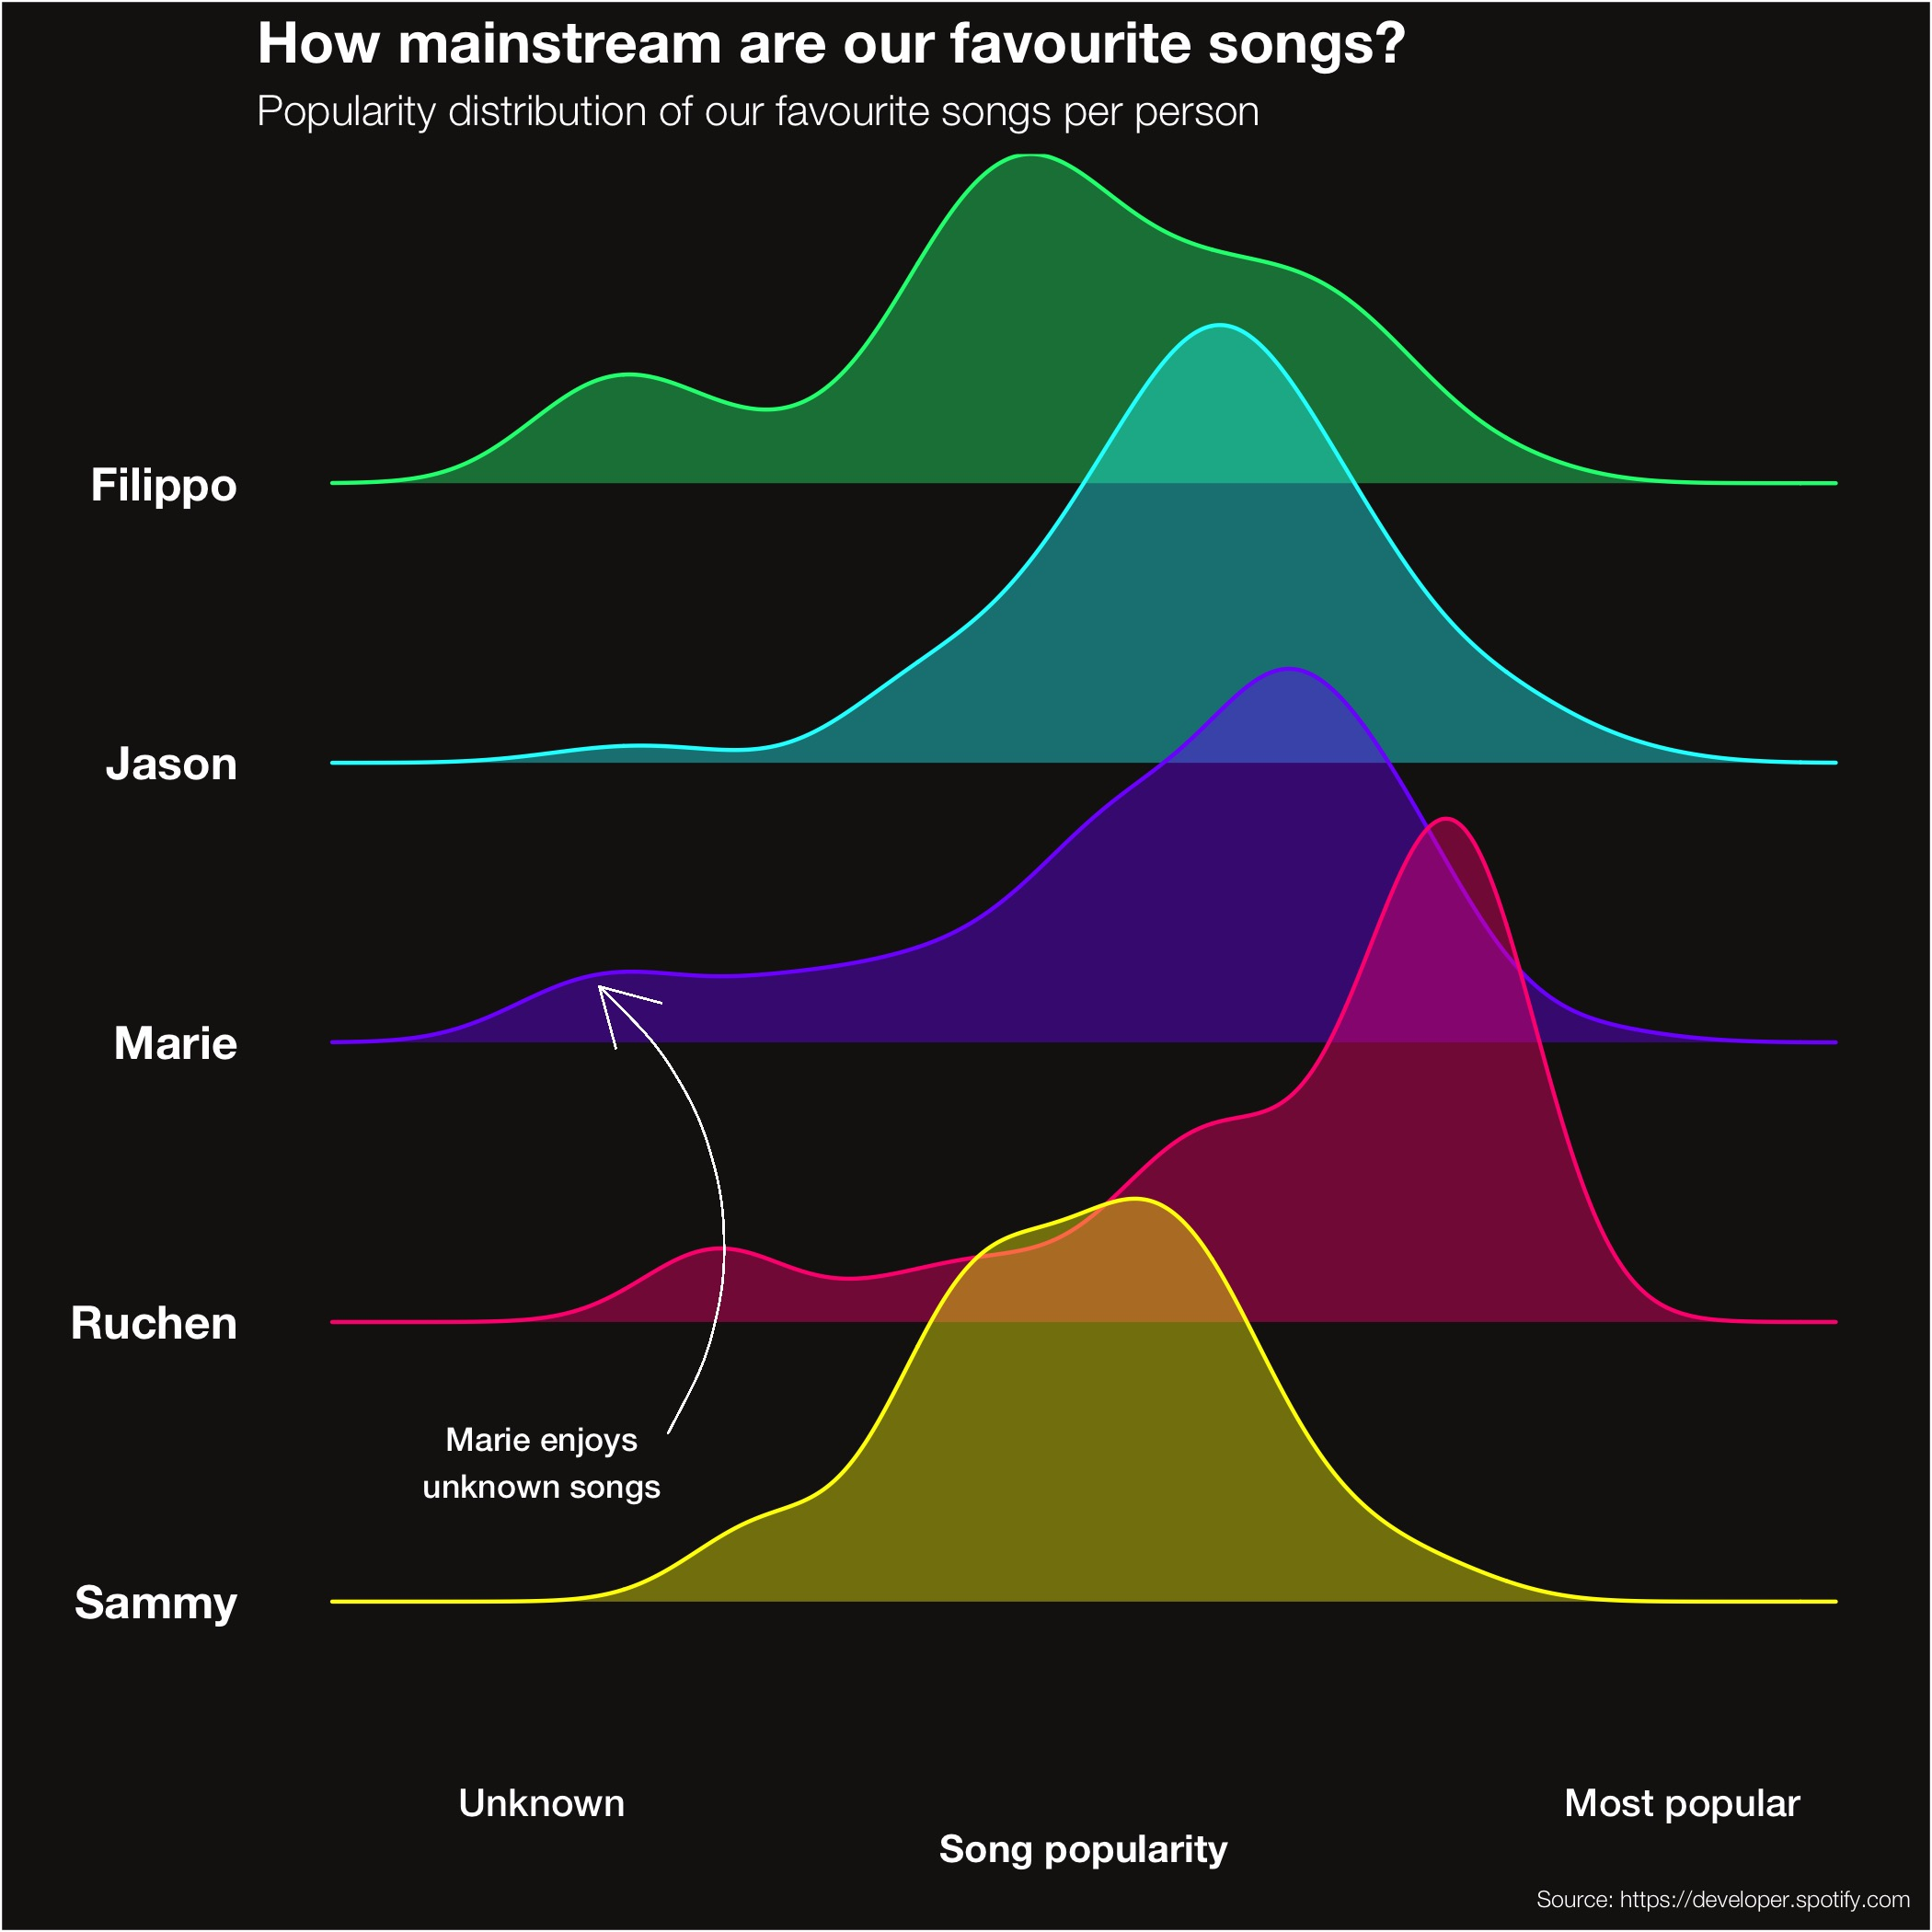 How mainstream are our favourite songs?
Popularity distribution of our favourite songs per person
Filippo
Jason
Marie
Ruchen
Marie enjoys
unknown songs
Sammy
Unknown
Most popular
Song popularity
Source: https://developer.spotify.com